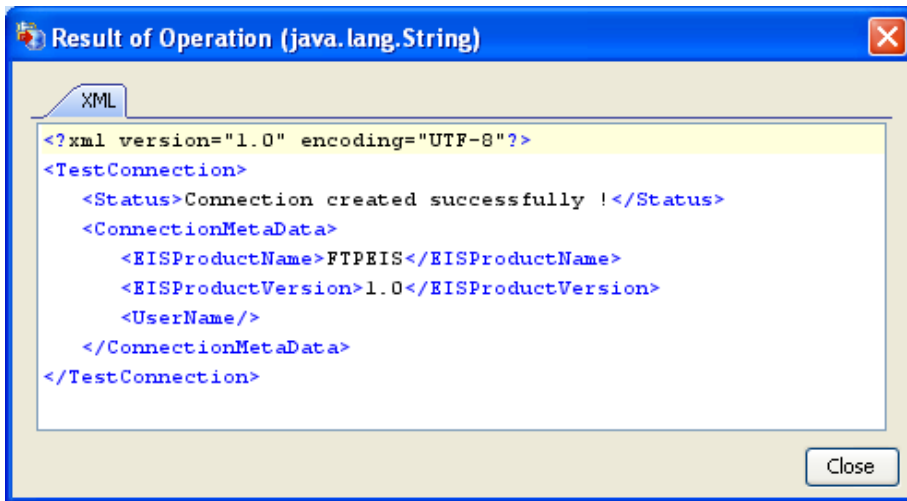 Result of Operation (java.lang.String)
XML
<?xml version="1.0" encoding="UTF-8"?>
<TestConnection>
<Status>Connection created successfully !</Status>
<ConnectionMetaData>
<EISProductName>FTPEIS</EISProductName>
<EISProductVersion>1.0</EISProductVersion>
<UserName/>
</ConnectionMetaData>
</TestConnection>
Close